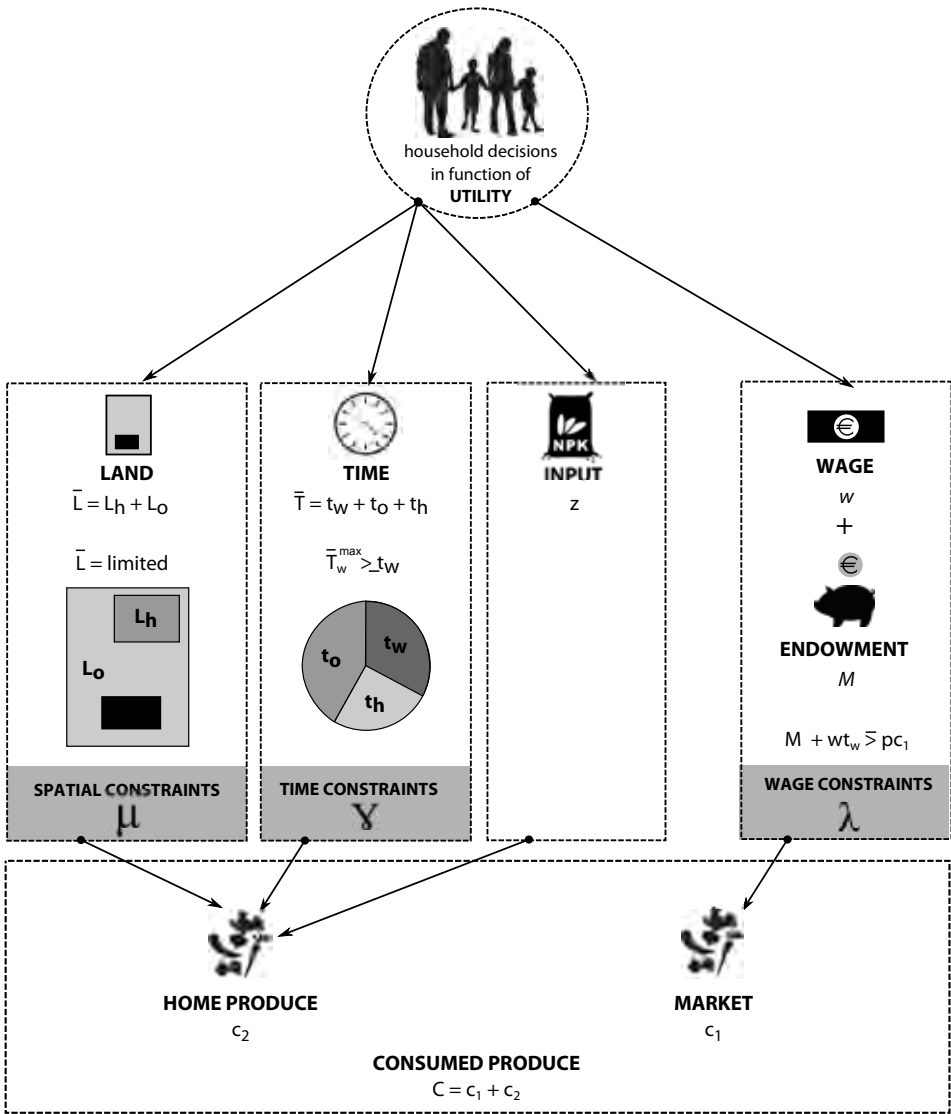 household decisions
in function of
UTILITY
LAND
L̄ = Lh + Lo
L̄ = limited
Lh
Lo
SPATIAL CONSTRAINTS
μ
TIME
T̄ = tw + to + th
T̄w^max ≥ tw
to
tw
th
TIME CONSTRAINTS
ɣ
NPK
INPUT
z
€
WAGE
w
+
€
ENDOWMENT
M
M + wtw ⩾ pc₁
WAGE CONSTRAINTS
λ
HOME PRODUCE
c₂
MARKET
c₁
CONSUMED PRODUCE
C = c₁ + c₂